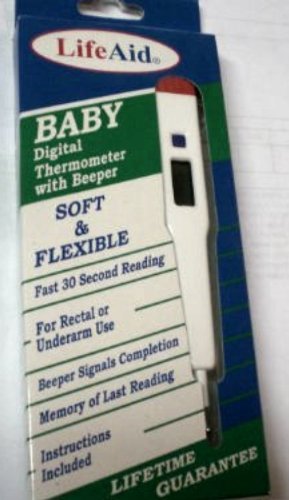 LifeAid®
BABY
Digital
Thermometer
with Beeper
SOFT
&
FLEXIBLE
Fast 30 Second Reading
For Rectal or
Underarm Use
Beeper Signals Completion
Memory of Last Reading
Instructions
Included
LIFETIME
GUARANTEE